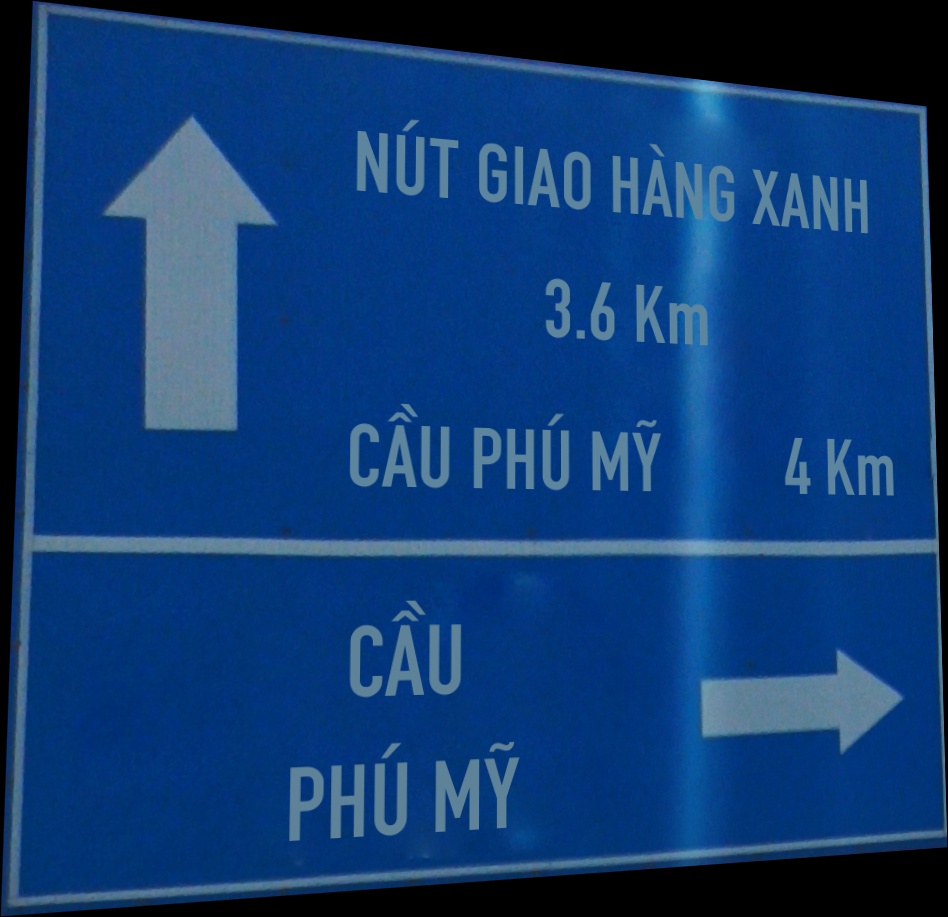 NÚT GIAO HÀNG XANH
3.6 Km
CẦU PHÚ MỸ 4 Km
CẦU
PHÚ MỸ